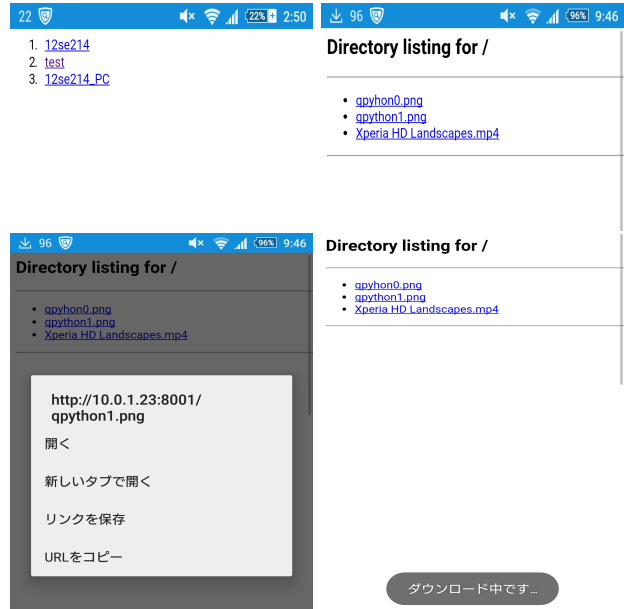 22 22% 2:50
1. 12se214
2. test
3. 12se214_PC
96 96% 9:46
Directory listing for /
• qpyhon0.png
• qpython1.png
• Xperia HD Landscapes.mp4
96 96% 9:46
Directory listing for /
• qpyhon0.png
• qpython1.png
• Xperia HD Landscapes.mp4
http://10.0.1.23:8001/
qpython1.png
開く
新しいタブで開く
リンクを保存
URLをコピー
Directory listing for /
• qpyhon0.png
• qpython1.png
• Xperia HD Landscapes.mp4
ダウンロード中です...